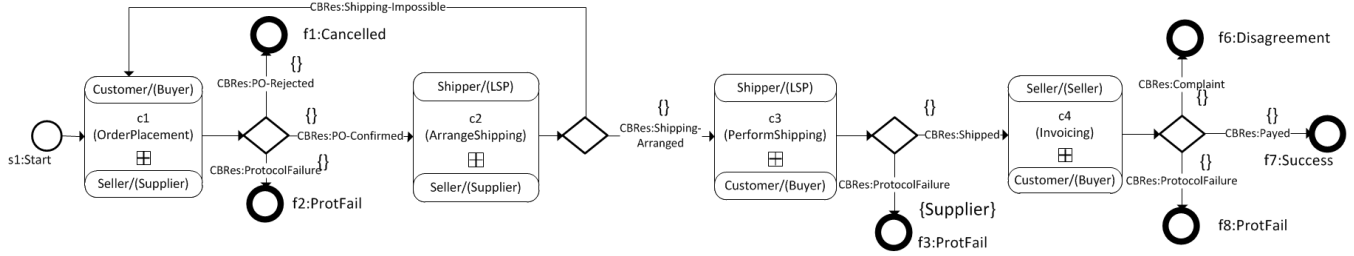 CBRes:Shipping-Impossible
f1:Cancelled
{}
CBRes:PO-Rejected
Customer/(Buyer)
c1
(OrderPlacement)
Seller/(Supplier)
s1:Start
{}
CBRes:PO-Confirmed
{}
CBRes:ProtocolFailure
f2:ProtFail
Shipper/(LSP)
c2
(ArrangeShipping)
Seller/(Supplier)
{}
CBRes:Shipping-
Arranged
Shipper/(LSP)
c3
(PerformShipping)
Customer/(Buyer)
{}
CBRes:Shipped
CBRes:ProtocolFailure
{Supplier}
f3:ProtFail
Seller/(Seller)
c4
(Invoicing)
Customer/(Buyer)
f6:Disagreement
CBRes:Complaint
{}
CBRes:Payed
f7:Success
{}
CBRes:ProtocolFailure
f8:ProtFail